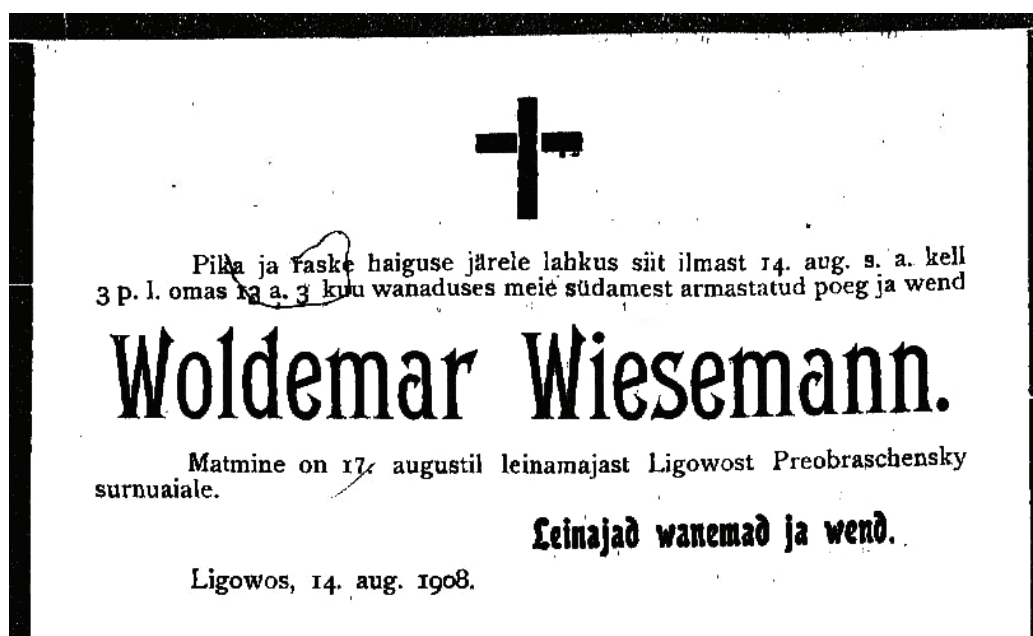 Pika ja raske haiguse järele lahkus siit ilmast 14. aug. s. a. kell
3 p. l. omas 13 a. 3 kuu wanaduses meie südamest armastatud poeg ja wend
Woldemar Wiesemann.
Matmine on 17. augustil leinamajast Ligowost Preobraschensky
surnuaiale.
Leinajad wanemad ja wend.
Ligowos, 14. aug. 1908.